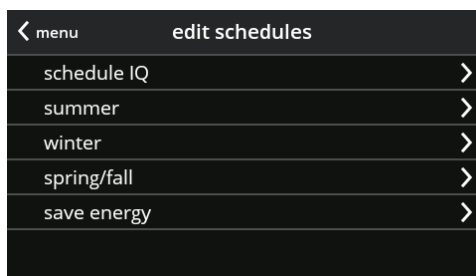 menu edit schedules
schedule IQ
summer
winter
spring/fall
save energy